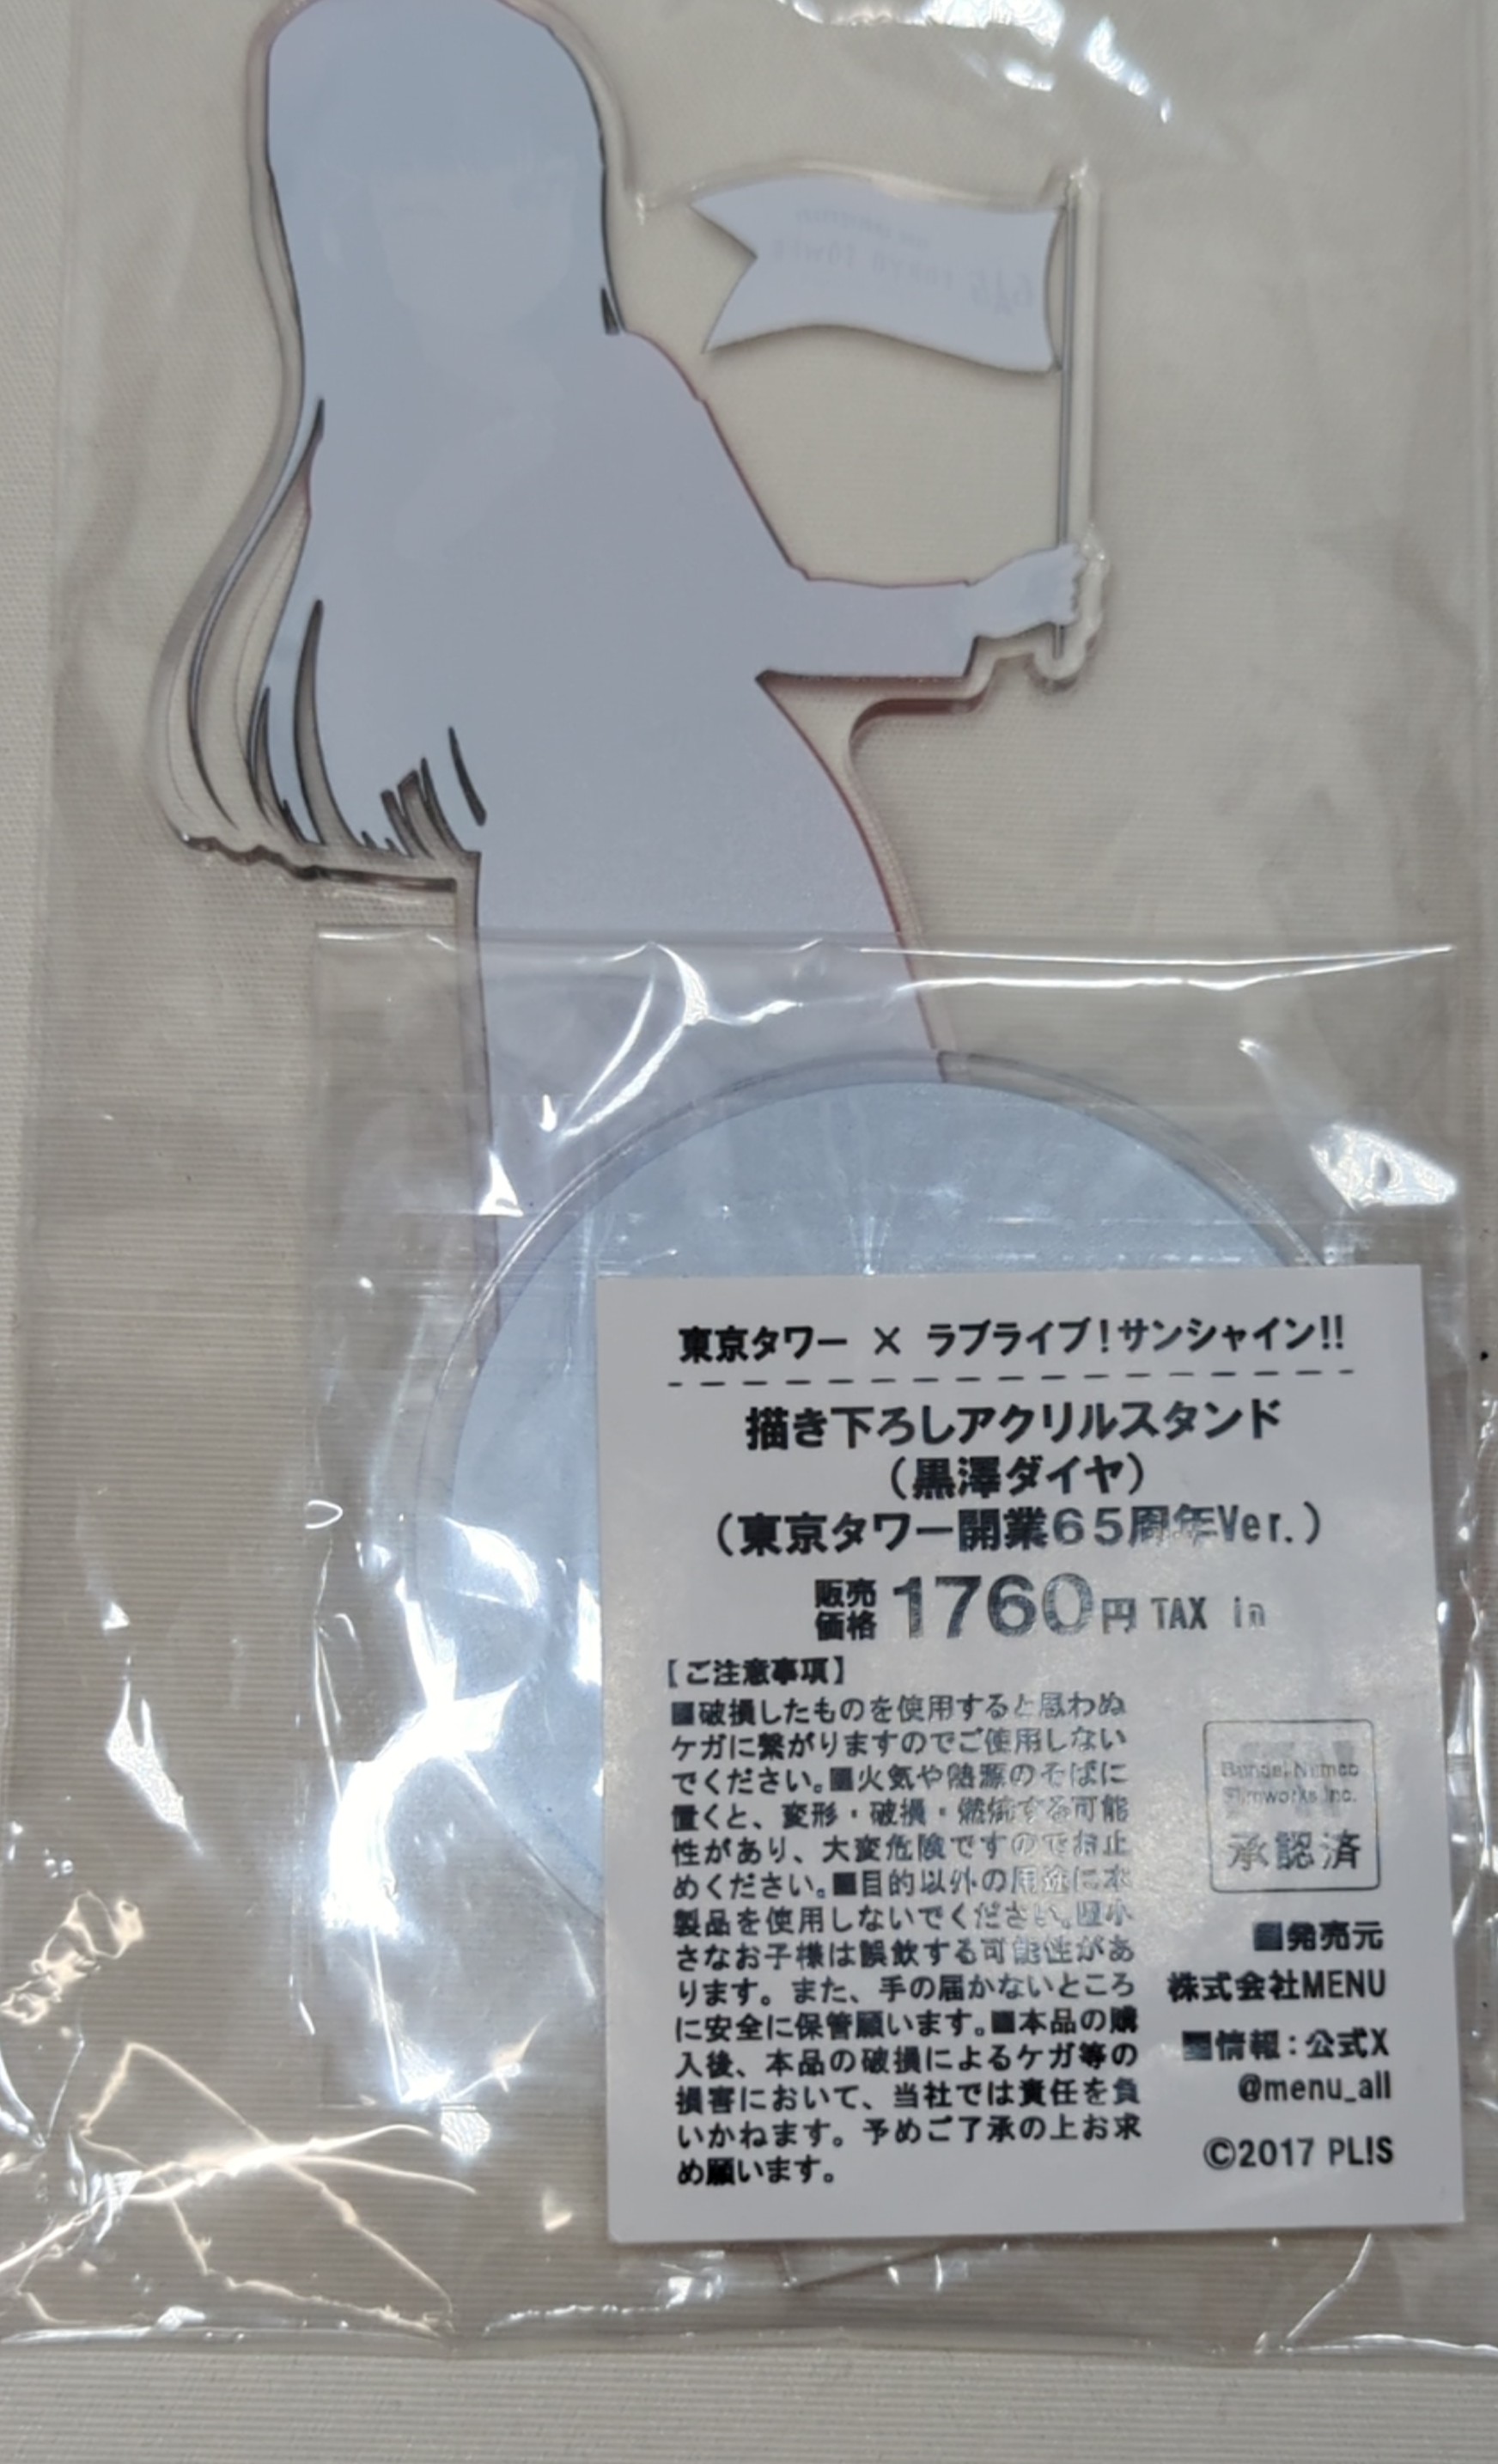 東京タワー × ラブライブ!サンシャイン!!
描き下ろしアクリルスタンド
(黒澤ダイヤ)
(東京タワー開業65周年Ver.)
販売価格 1760円 TAX in
【ご注意事項】
■破損したものを使用すると思わぬ
ケガに繋がりますのでご使用しない
でください。■火気や熱源のそばに
置くと、変形・破損・燃焼する可能
性があり、大変危険ですのでお止
めください。■目的以外の用途に本
製品を使用しないでください。■小
さなお子様は誤飲する可能性があ
ります。また、手の届かないところ
に安全に保管願います。■本品の購
入後、本品の破損によるケガ等の
損害において、当社では責任を負
いかねます。予めご了承の上お求
め願います。
Bandai Namco
Filmworks Inc.
承認済
■発売元
株式会社MENU
■情報:公式X
@menu_all
©2017 PL!S